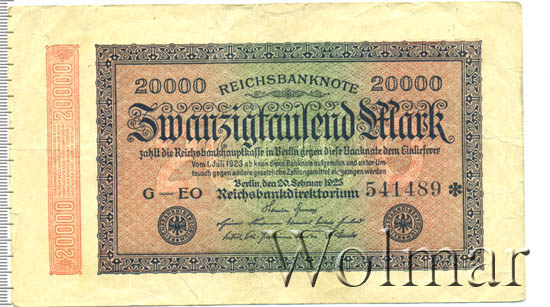 20000
20000 REICHSBANKNOTE 20000
Zwanzigtausend Mark
zahlt die Reichsbankhauptkasse in Berlin gegen diese Banknote dem Einlieferer
Vom 1. Juli 1923 ab kann diese Banknote aufgerufen und unter Um-
tausch gegen andere gesetzliche Zahlungsmittel eingezogen werden
Berlin, den 20. Februar 1923
G-EO Reichsbankdirektorium 541489 *
20000
Wolmar